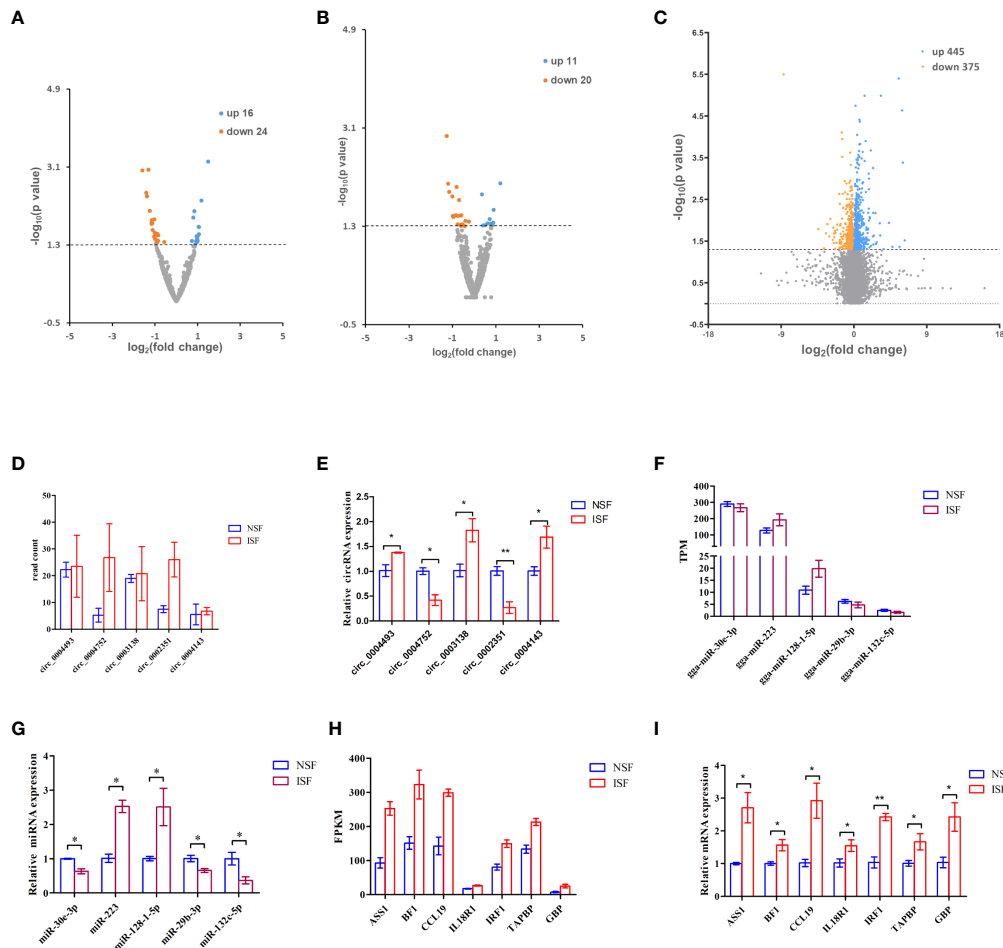 A
4.9
3.1
1.3
-0.5
-5
-3
-1
1
3
5
-log10(p value)
log2(fold change)
up 16
down 24
B
4.9
3.1
1.3
-0.5
-5
-3
-1
1
3
5
-log10(p value)
log2(fold change)
up 11
down 20
C
6.5
5.5
4.5
3.5
2.5
1.5
0.5
-0.5
-18
-9
0
9
18
-log10(p value)
log2(fold change)
up 445
down 375
D
50
40
30
20
10
0
read count
NSF
ISF
circ_0004493
circ_0004752
circ_0003138
circ_0002351
circ_0004143
E
2.5
2.0
1.5
1.0
0.5
0.0
Relative circRNA expression
* * * ** *
NSF
ISF
circ_0004493
circ_0004752
circ_0003138
circ_0002351
circ_0004143
F
400
300
200
100
25
20
15
10
5
0
TPM
NSF
ISF
gga-miR-30e-3p
gga-miR-223
gga-miR-128-1-5p
gga-miR-29b-3p
gga-miR-132c-5p
G
4
3
2
1
0
Relative miRNA expression
* * * * *
NSF
ISF
miR-30e-3p
miR-223
miR-128-1-5p
miR-29b-3p
miR-132c-5p
H
400
300
200
100
0
FPKM
NSF
ISF
ASS1
BF1
CCL19
IL18R1
IRF1
TAPBP
GBP
I
4
3
2
1
0
Relative mRNA expression
* * * * ** * *
NS
ISF
ASS1
BF1
CCL19
IL18R1
IRF1
TAPBP
GBP